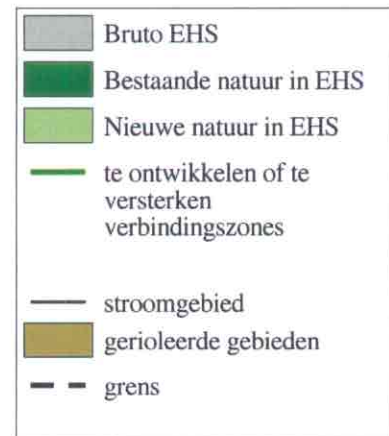 Bruto EHS
Bestaande natuur in EHS
Nieuwe natuur in EHS
te ontwikkelen of te
versterken
verbindingszones
stroomgebied
gerioleerde gebieden
grens